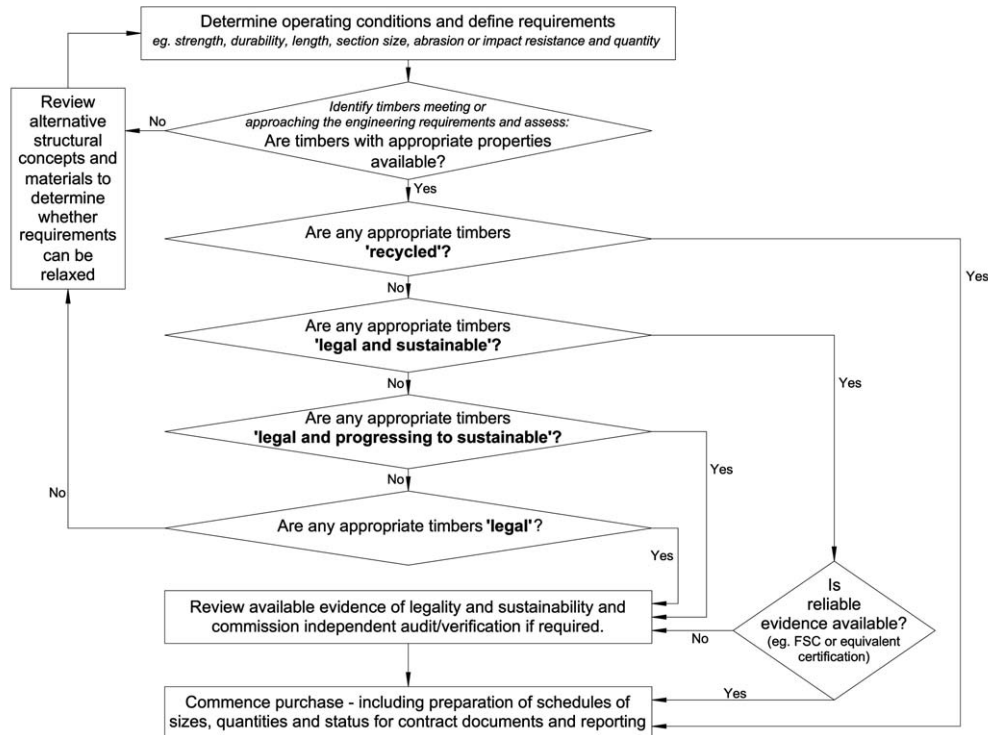 Determine operating conditions and define requirements
eg. strength, durability, length, section size, abrasion or impact resistance and quantity
Identify timbers meeting or
approaching the engineering requirements and assess:
Are timbers with appropriate properties
available?
No
Yes
Review
alternative
structural
concepts and
materials to
determine
whether
requirements
can be
relaxed
Are any appropriate timbers
'recycled'?
Yes
No
Are any appropriate timbers
'legal and sustainable'?
Yes
No
Are any appropriate timbers
'legal and progressing to sustainable'?
Yes
No
No
Are any appropriate timbers 'legal'?
Yes
Is
reliable
evidence available?
(eg. FSC or equivalent
certification)
No
Yes
Review available evidence of legality and sustainability and
commission independent audit/verification if required.
Commence purchase - including preparation of schedules of
sizes, quantities and status for contract documents and reporting